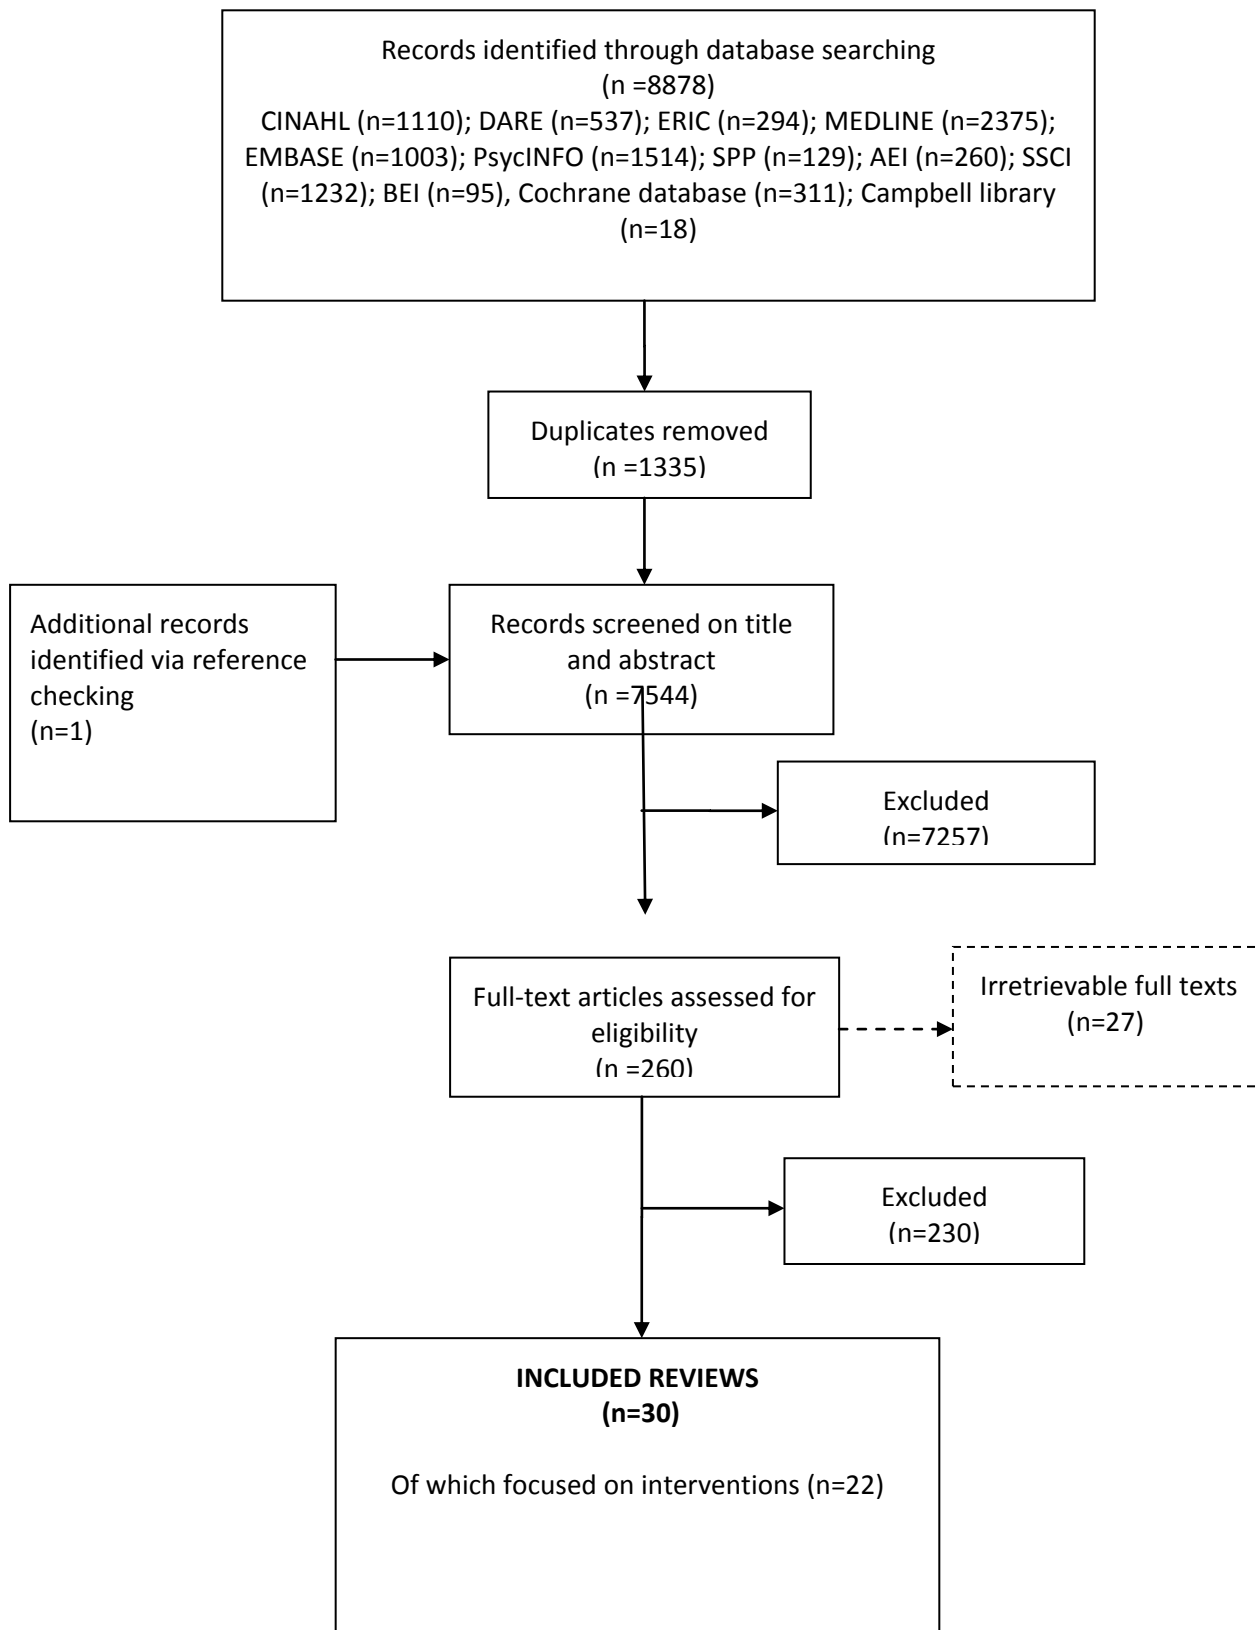 Records identified through database searching
(n =8878)
CINAHL (n=1110); DARE (n=537); ERIC (n=294); MEDLINE (n=2375);
EMBASE (n=1003); PsycINFO (n=1514); SPP (n=129); AEI (n=260); SSCI
(n=1232); BEI (n=95), Cochrane database (n=311); Campbell library
(n=18)
Duplicates removed
(n =1335)
Additional records
identified via reference
checking
(n=1)
Records screened on title
and abstract
(n =7544)
Excluded
(n=7257)
Full-text articles assessed for
eligibility
(n =260)
Irretrievable full texts
(n=27)
Excluded
(n=230)
INCLUDED REVIEWS
(n=30)
Of which focused on interventions (n=22)